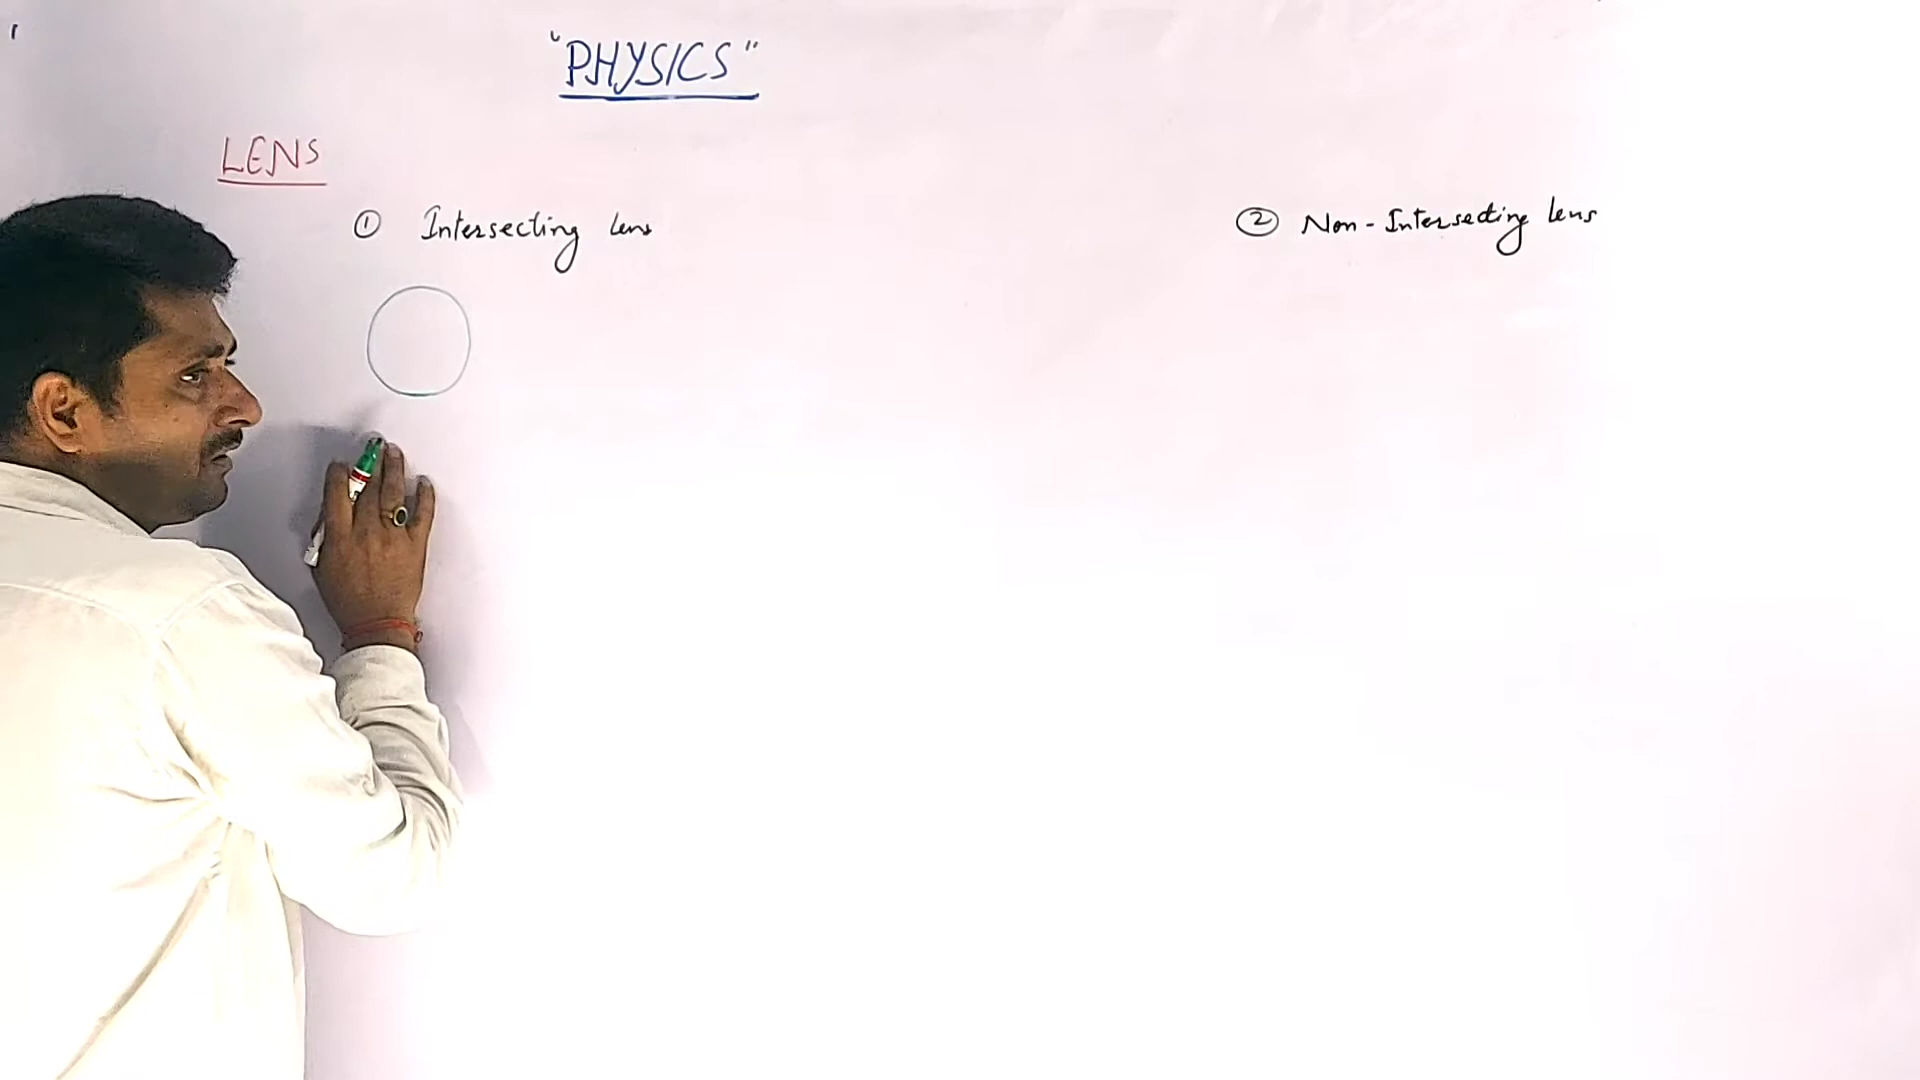 "PHYSICS"
LENS
① Intersecting lens
② Non-Intersecting lens